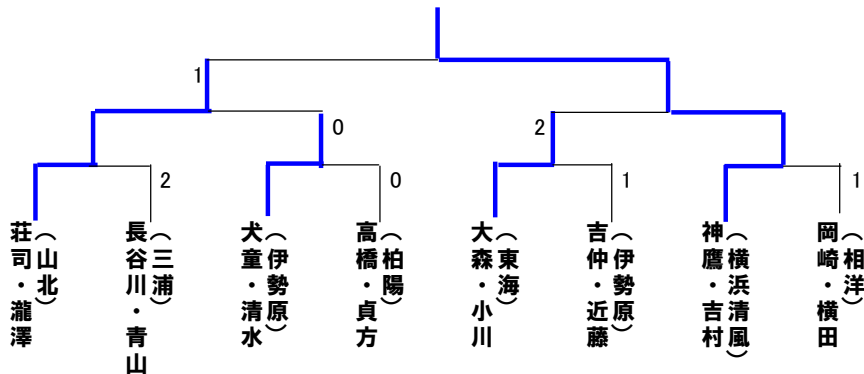 1
0
2
2
0
1
1
荘司・瀧澤
(山北)
長谷川・青山
(三浦)
犬童・清水
(伊勢原)
高橋・貞方
(柏陽)
大森・小川
(東海)
吉仲・近藤
(伊勢原)
神鷹・吉村
(横浜清風)
岡崎・横田
(相洋)